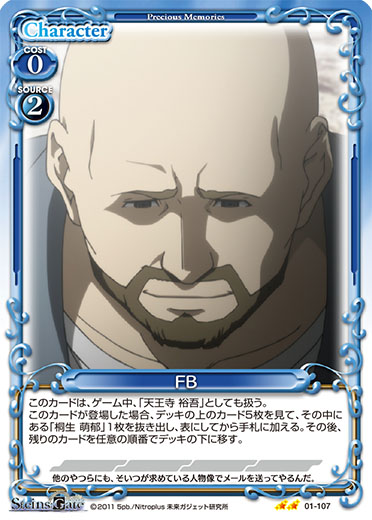 Precious Memories
Character
COST
0
SOURCE
2
FB
このカードは、ゲーム中、「天王寺 裕吾」としても扱う。
このカードが登場した場合、デッキの上のカード5枚を見て、その中に
ある「桐生 萌郁」1枚を抜き出し、表にしてから手札に加える。その後、
残りのカードを任意の順番でデッキの下に移す。
他のやつらにも、そいつが求めている人物像でメールを送ってやるんだ。
Steins;Gate
©2011 5pb./Nitroplus 未来ガジェット研究所
01-107